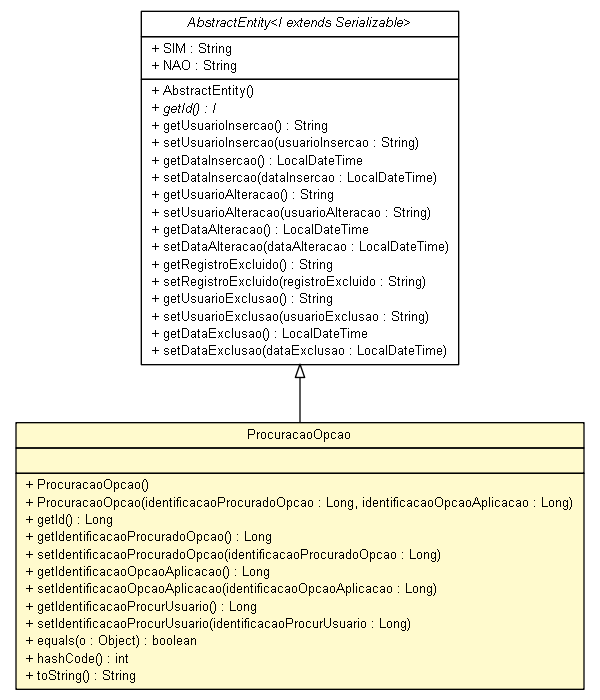 AbstractEntity<I extends Serializable>
+ SIM : String
+ NAO : String
+ AbstractEntity()
+ getId() : I
+ getUsuarioInsercao() : String
+ setUsuarioInsercao(usuarioInsercao : String)
+ getDataInsercao() : LocalDateTime
+ setDataInsercao(dataInsercao : LocalDateTime)
+ getUsuarioAlteracao() : String
+ setUsuarioAlteracao(usuarioAlteracao : String)
+ getDataAlteracao() : LocalDateTime
+ setDataAlteracao(dataAlteracao : LocalDateTime)
+ getRegistroExcluido() : String
+ setRegistroExcluido(registroExcluido : String)
+ getUsuarioExclusao() : String
+ setUsuarioExclusao(usuarioExclusao : String)
+ getDataExclusao() : LocalDateTime
+ setDataExclusao(dataExclusao : LocalDateTime)
ProcuracaoOpcao
+ ProcuracaoOpcao()
+ ProcuracaoOpcao(identificacaoProcuradoOpcao : Long, identificacaoOpcaoAplicacao : Long)
+ getId() : Long
+ getIdentificacaoProcuradoOpcao() : Long
+ setIdentificacaoProcuradoOpcao(identificacaoProcuradoOpcao : Long)
+ getIdentificacaoOpcaoAplicacao() : Long
+ setIdentificacaoOpcaoAplicacao(identificacaoOpcaoAplicacao : Long)
+ getIdentificacaoProcurUsuario() : Long
+ setIdentificacaoProcurUsuario(identificacaoProcurUsuario : Long)
+ equals(o : Object) : boolean
+ hashCode() : int
+ toString() : String